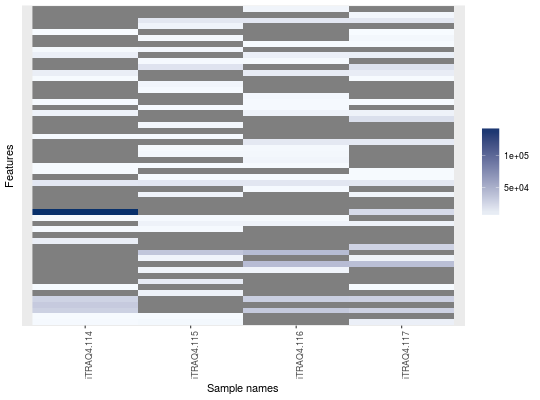 Features
1e+05
5e+04
iTRAQ4.114
iTRAQ4.115
iTRAQ4.116
iTRAQ4.117
Sample names